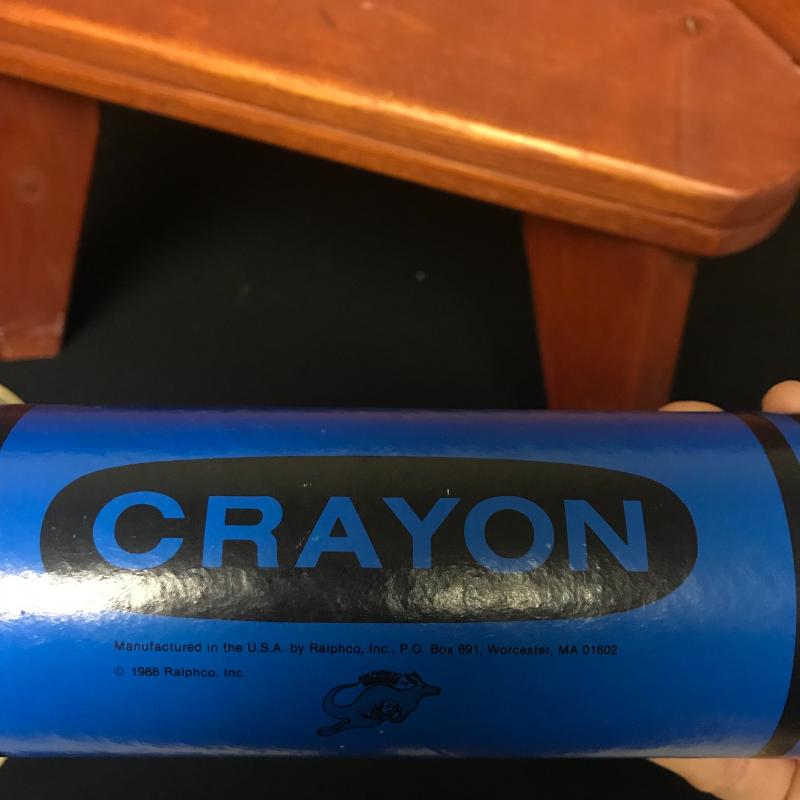 CRAYON
Manufactured in the U.S.A. by Ralphco, Inc., P.O. Box 691, Worcester, MA 01602
© 1988 Ralphco, Inc.